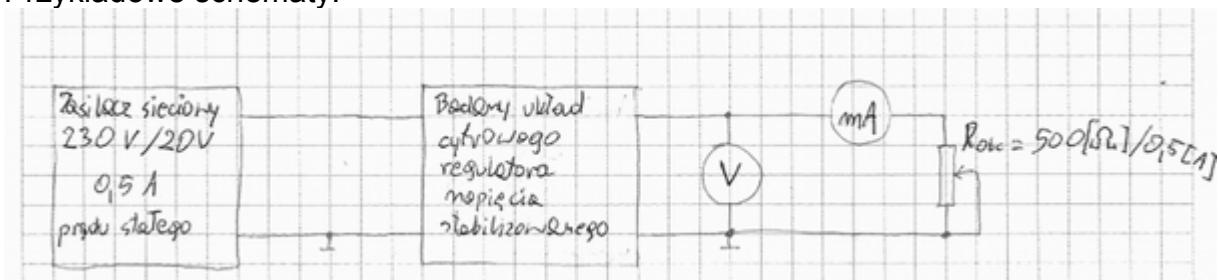 Przykładowe schematy:
Zasilacz sieciowy
230 V/20V
0,5 A
prądu stałego
Badany układ
cyfrowego
regulatora
napięcia
stabilizowanego
V
mA
Robc = 500[Ω]/0,5[A]